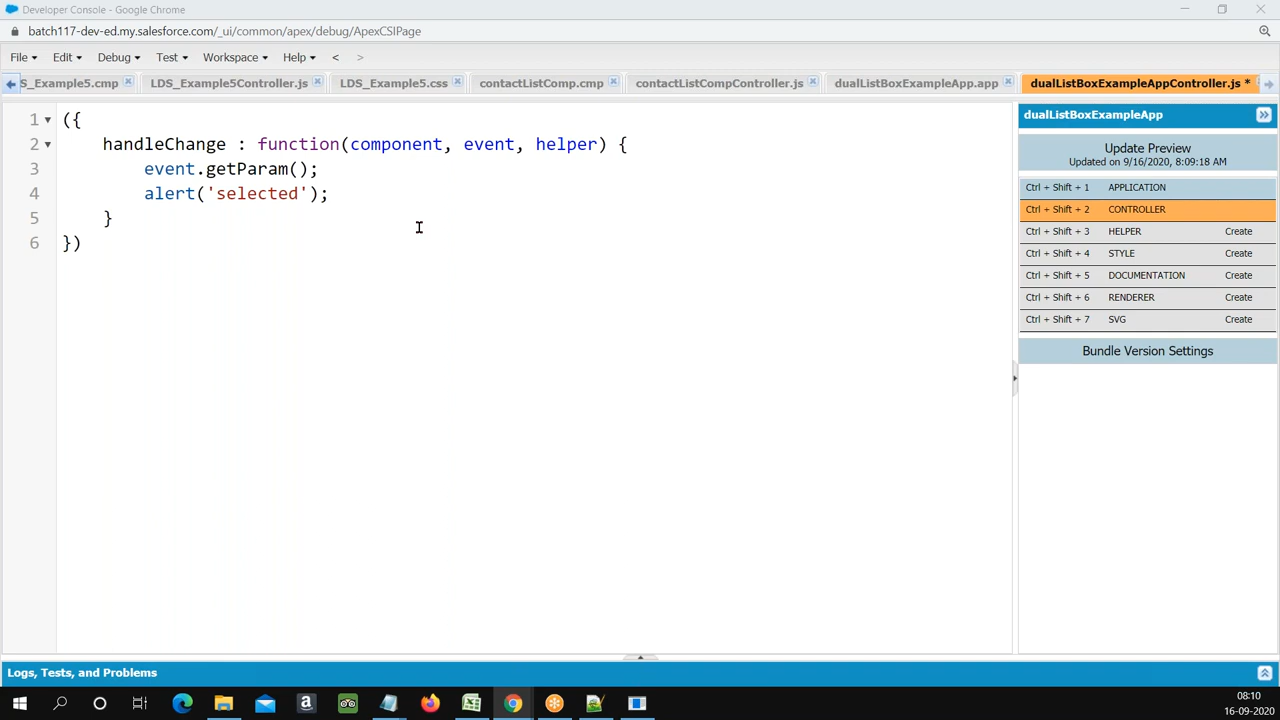 Developer Console - Google Chrome
batch117-dev-ed.my.salesforce.com/_ui/common/apex/debug/ApexCSIPage
File Edit Debug Test Workspace Help < >
S_Example5.cmp LDS_Example5Controller.js LDS_Example5.css contactListComp.cmp contactListCompController.js dualListBoxExampleApp.app dualListBoxExampleAppController.js *
1 ({
2 handleChange : function(component, event, helper) {
3 event.getParam();
4 alert('selected');
5 }
6 })
dualListBoxExampleApp
Update Preview
Updated on 9/16/2020, 8:09:18 AM
Ctrl + Shift + 1 APPLICATION
Ctrl + Shift + 2 CONTROLLER
Ctrl + Shift + 3 HELPER Create
Ctrl + Shift + 4 STYLE Create
Ctrl + Shift + 5 DOCUMENTATION Create
Ctrl + Shift + 6 RENDERER Create
Ctrl + Shift + 7 SVG Create
Bundle Version Settings
Logs, Tests, and Problems
08:10
16-09-2020